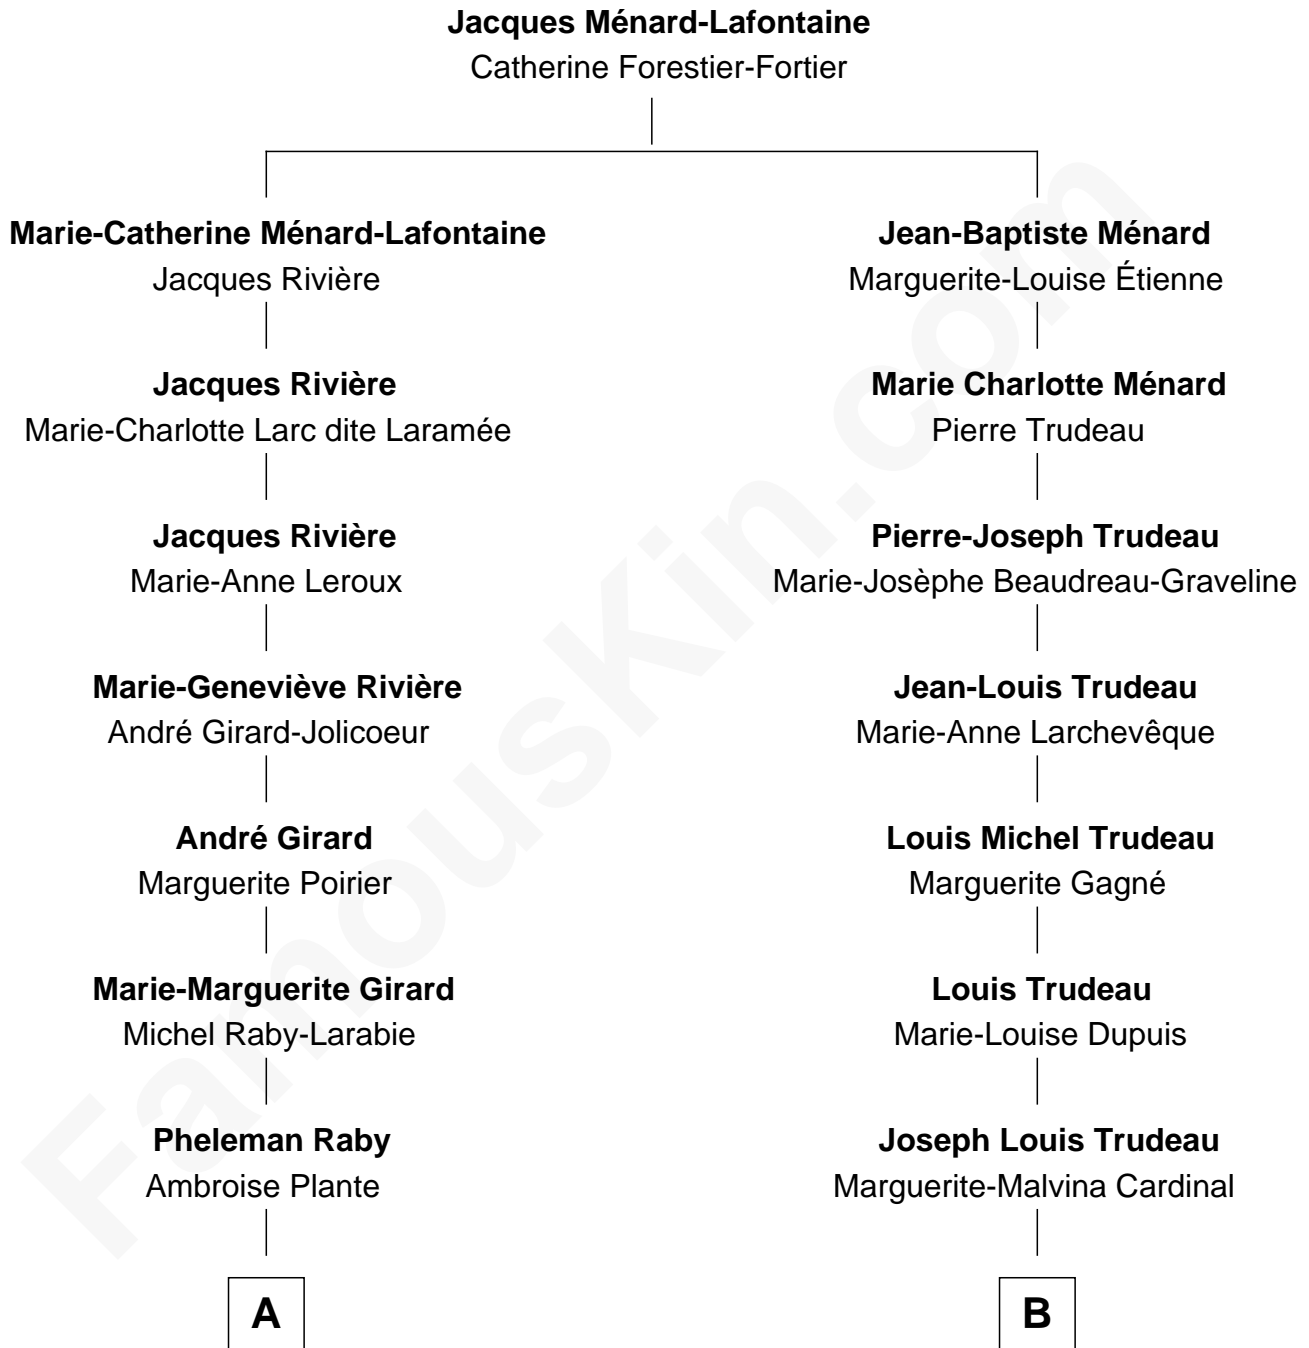 Jacques Ménard-Lafontaine
Catherine Forestier-Fortier
Marie-Catherine Ménard-Lafontaine
Jacques Rivière
Jean-Baptiste Ménard
Marguerite-Louise Étienne
Jacques Rivière
Marie-Charlotte Larc dite Laramée
Marie Charlotte Ménard
Pierre Trudeau
Jacques Rivière
Marie-Anne Leroux
Pierre-Joseph Trudeau
Marie-Josèphe Beaudreau-Graveline
Marie-Geneviève Rivière
André Girard-Jolicoeur
Jean-Louis Trudeau
Marie-Anne Larchevêque
André Girard
Marguerite Poirier
Louis Michel Trudeau
Marguerite Gagné
Marie-Marguerite Girard
Michel Raby-Larabie
Louis Trudeau
Marie-Louise Dupuis
Pheleman Raby
Ambroise Plante
Joseph Louis Trudeau
Marguerite-Malvina Cardinal
A
B
FamousKin.com